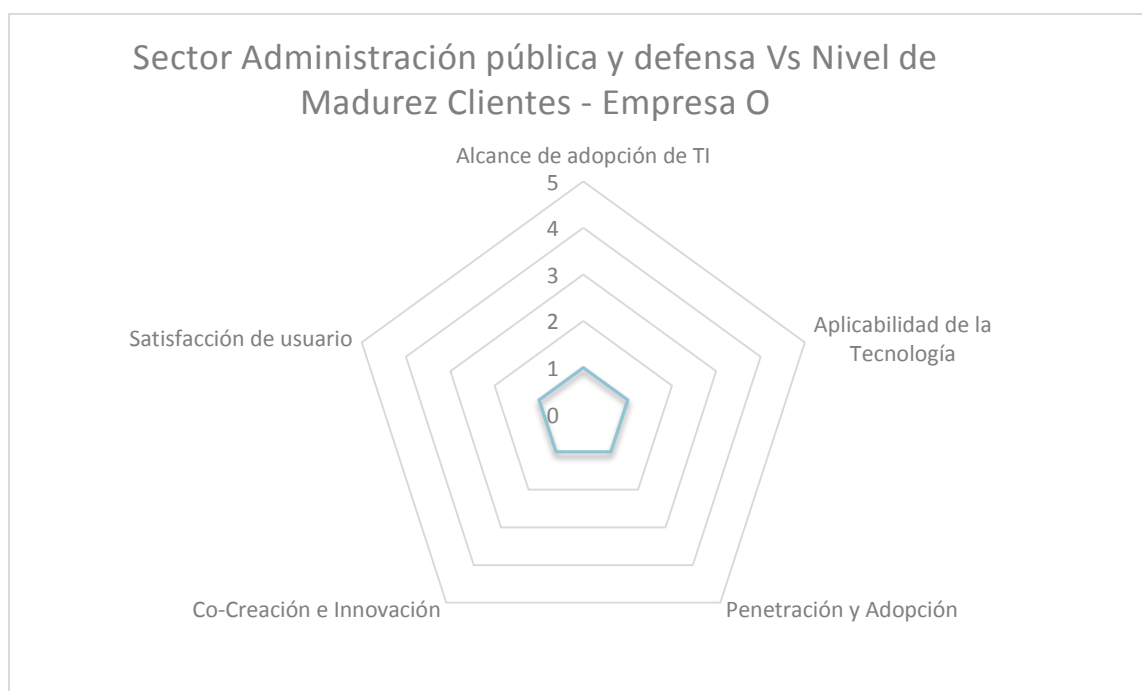 Sector Administración pública y defensa Vs Nivel de
Madurez Clientes - Empresa O
Alcance de adopción de TI
5
4
3
2
1
0
Aplicabilidad de la
Tecnología
Satisfacción de usuario
Co-Creación e Innovación
Penetración y Adopción